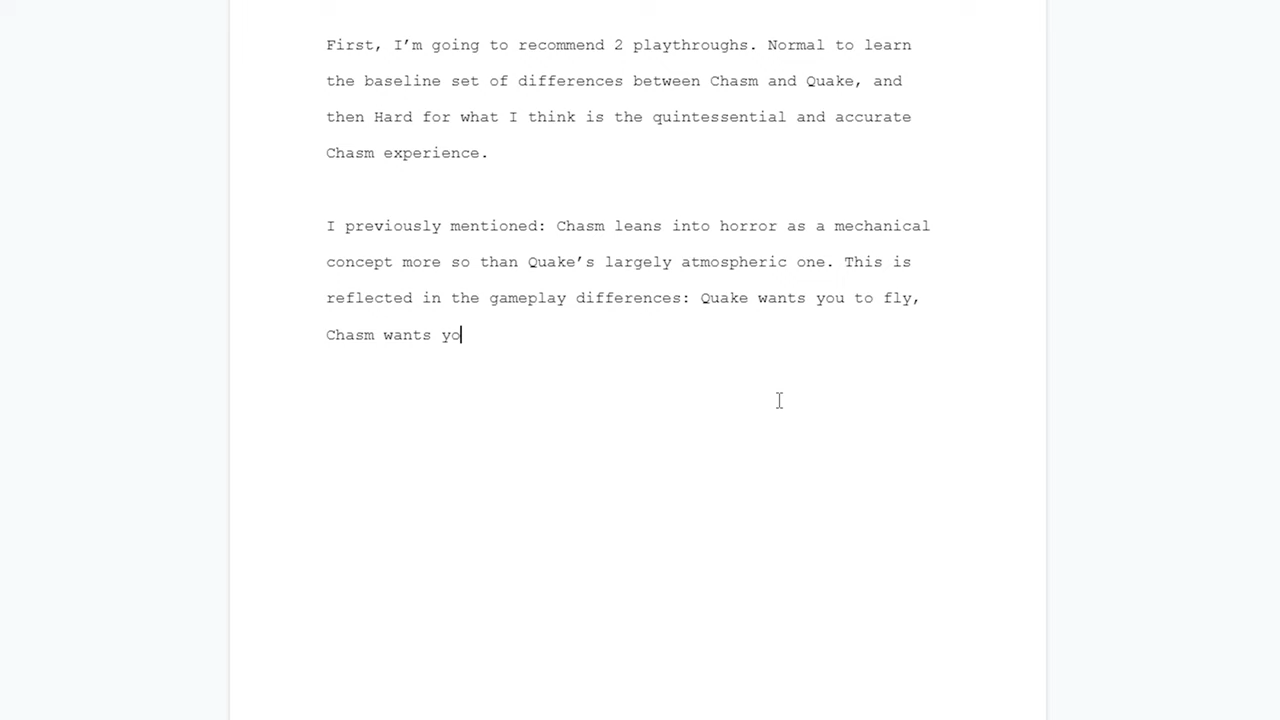 First, I’m going to recommend 2 playthroughs. Normal to learn
the baseline set of differences between Chasm and Quake, and
then Hard for what I think is the quintessential and accurate
Chasm experience.
I previously mentioned: Chasm leans into horror as a mechanical
concept more so than Quake’s largely atmospheric one. This is
reflected in the gameplay differences: Quake wants you to fly,
Chasm wants yo